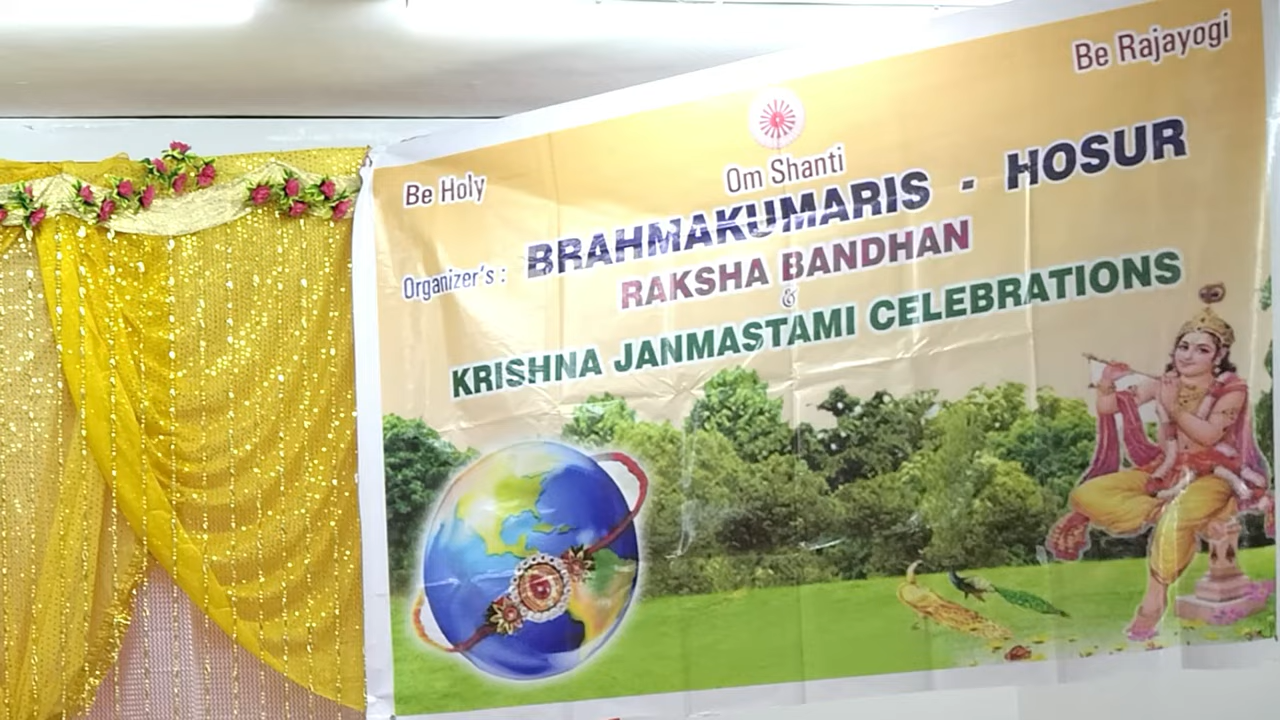 Be Holy
Be Rajayogi
Om Shanti
Organizer's : BRAHMAKUMARIS - HOSUR
RAKSHA BANDHAN
&
KRISHNA JANMASTAMI CELEBRATIONS